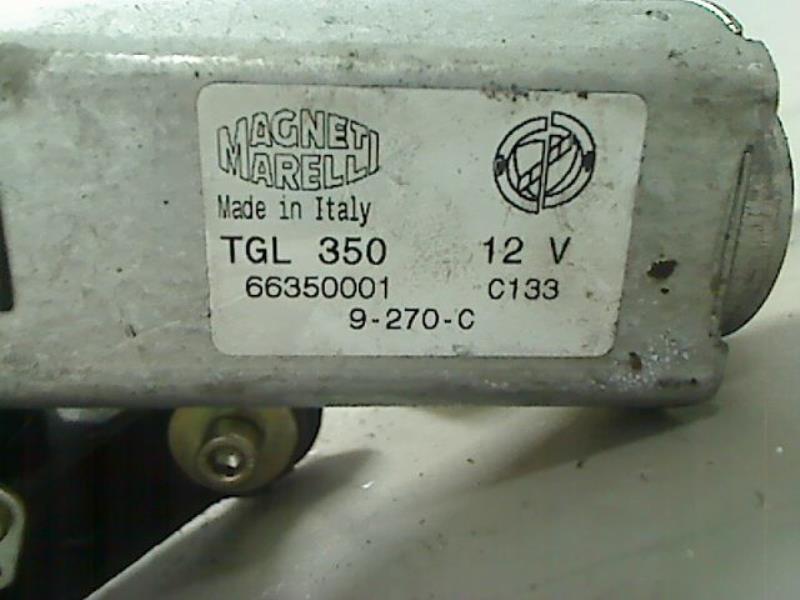 MAGNETI
MARELLI
Made in Italy
TGL 350 12 V
66350001 C133
9-270-C